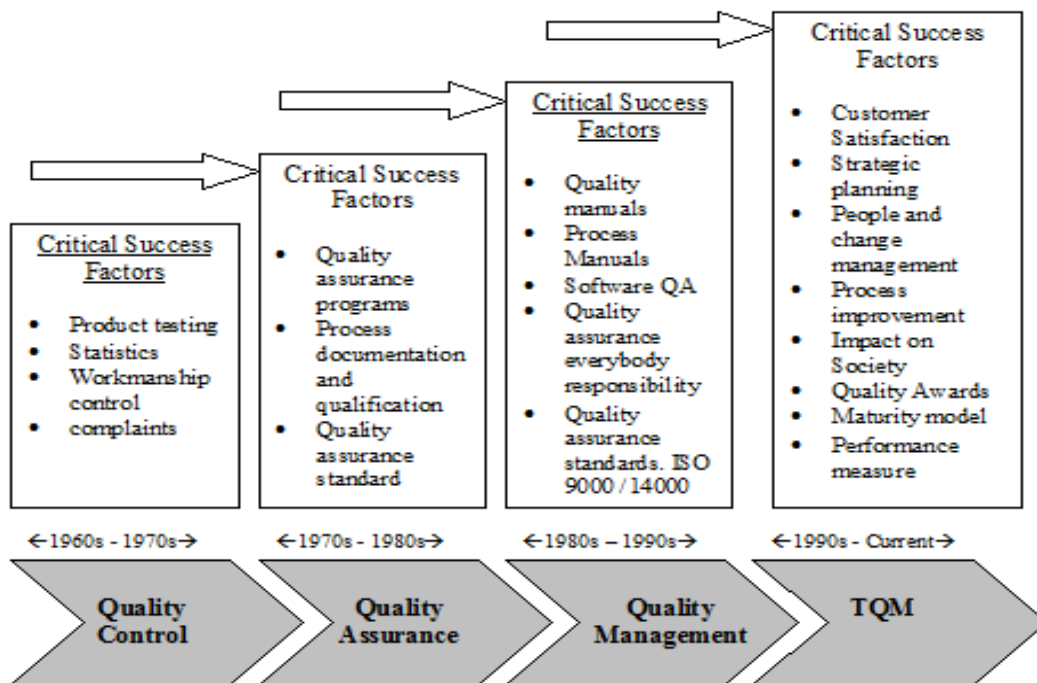 Critical Success
Factors
• Product testing
• Statistics
• Workmanship
control
• complaints
Critical Success
Factors
• Quality
assurance
programs
• Process
documentation
and
qualification
• Quality
assurance
standard
Critical Success
Factors
• Quality
manuals
• Process
Manuals
• Software QA
• Quality
assurance
everybody
responsibility
• Quality
assurance
standards. ISO
9000 / 14000
Critical Success
Factors
• Customer
Satisfaction
• Strategic
planning
• People and
change
management
• Process
improvement
• Impact on
Society
• Quality Awards
• Maturity model
• Performance
measure
←1960s - 1970s→
←1970s - 1980s→
←1980s – 1990s→
←1990s - Current→
Quality
Control
Quality
Assurance
Quality
Management
TQM